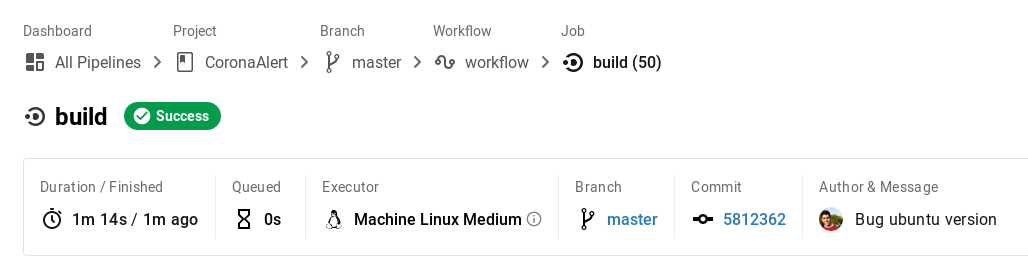 Dashboard Project Branch Workflow Job
All Pipelines CoronaAlert master workflow build (50)
build Success
Duration / Finished Queued Executor Branch Commit Author & Message
1m 14s / 1m ago 0s Machine Linux Medium master 5812362 Bug ubuntu version